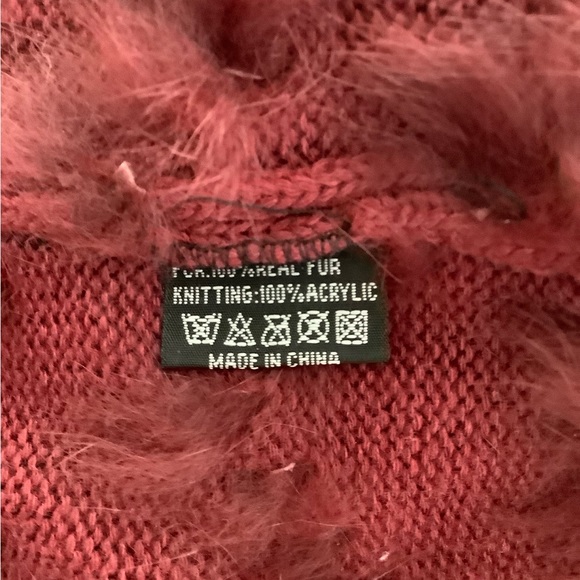 FUR:100%REAL FUR
KNITTING:100%ACRYLIC
MADE IN CHINA